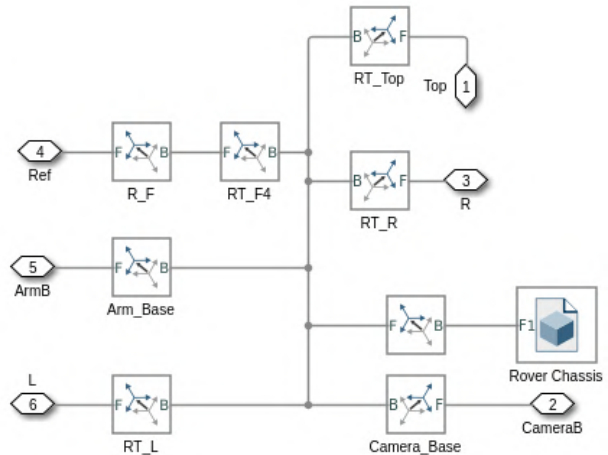 B F
RT_Top
Top 1
4 F B F B
Ref R_F RT_F4
B F 3
RT_R R
5 F B
ArmB Arm_Base
F B F1
Rover Chassis
L
6 F B B F 2
RT_L Camera_Base CameraB